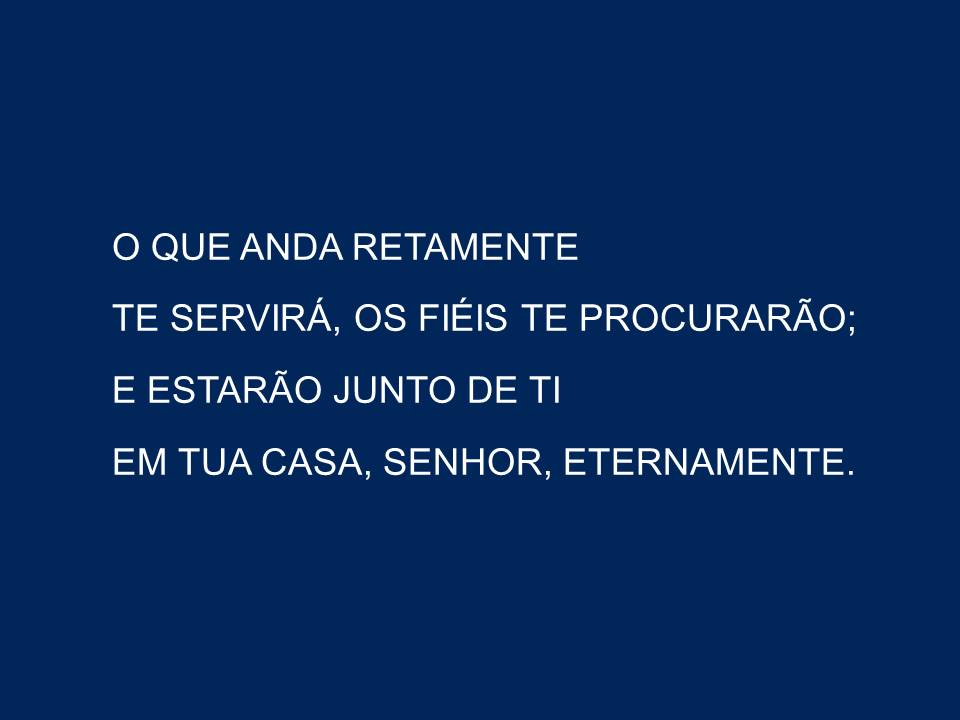 O QUE ANDA RETAMENTE
TE SERVIRÁ, OS FIÉIS TE PROCURARÃO;
E ESTARÃO JUNTO DE TI
EM TUA CASA, SENHOR, ETERNAMENTE.